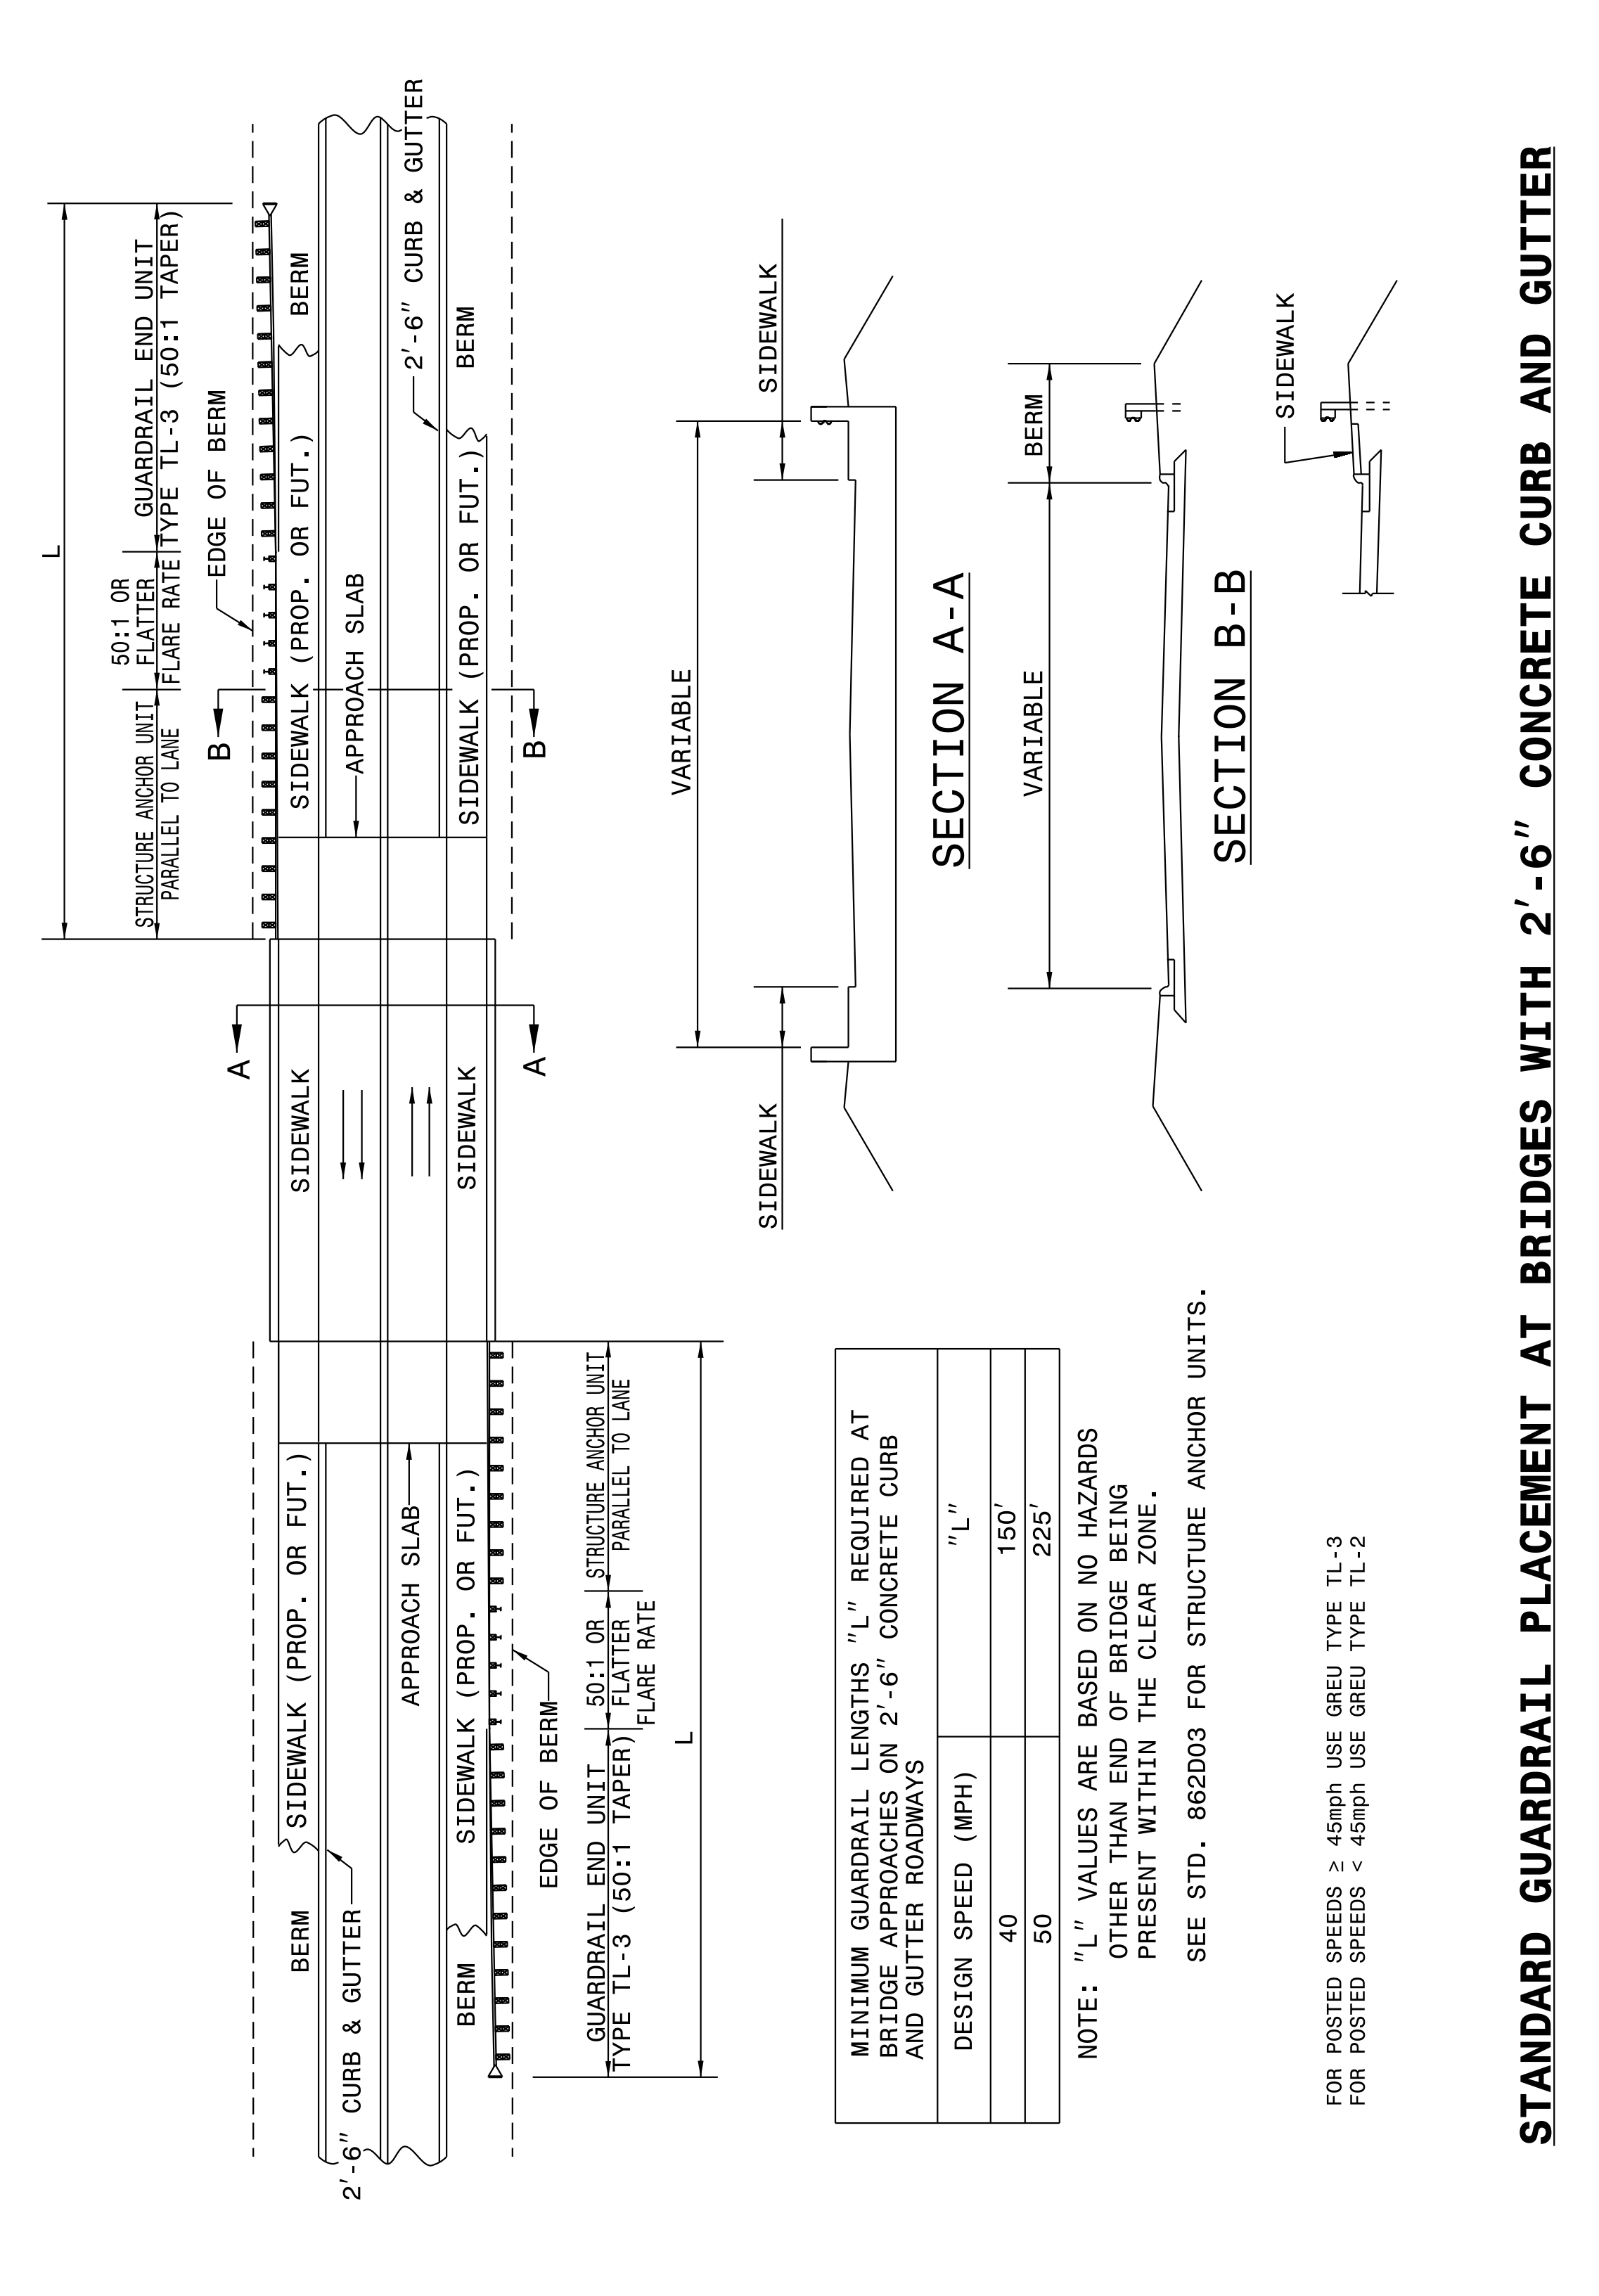 2'-6" CURB & GUTTER
BERM
SIDEWALK (PROP. OR FUT.)
APPROACH SLAB
BERM
SIDEWALK (PROP. OR FUT.)
GUARDRAIL END UNIT
TYPE TL-3 (50:1 TAPER)
50:1 OR
FLATTER
FLARE RATE
STRUCTURE ANCHOR UNIT
PARALLEL TO LANE
EDGE OF BERM
L
SIDEWALK
SIDEWALK
A
A
L
STRUCTURE ANCHOR UNIT
PARALLEL TO LANE
50:1 OR
FLATTER
FLARE RATE
GUARDRAIL END UNIT
TYPE TL-3 (50:1 TAPER)
EDGE OF BERM
B
B
SIDEWALK (PROP. OR FUT.)
BERM
APPROACH SLAB
2'-6" CURB & GUTTER
SIDEWALK (PROP. OR FUT.)
BERM
VARIABLE
SIDEWALK
SIDEWALK
SECTION A-A
VARIABLE
BERM
SECTION B-B
SIDEWALK
MINIMUM GUARDRAIL LENGTHS "L" REQUIRED AT
BRIDGE APPROACHES ON 2'-6" CONCRETE CURB
AND GUTTER ROADWAYS
DESIGN SPEED (MPH) "L"
40 150'
50 225'
NOTE: "L" VALUES ARE BASED ON NO HAZARDS
OTHER THAN END OF BRIDGE BEING
PRESENT WITHIN THE CLEAR ZONE.
SEE STD. 862D03 FOR STRUCTURE ANCHOR UNITS.
FOR POSTED SPEEDS ≥ 45mph USE GREU TYPE TL-3
FOR POSTED SPEEDS < 45mph USE GREU TYPE TL-2
STANDARD GUARDRAIL PLACEMENT AT BRIDGES WITH 2'-6" CONCRETE CURB AND GUTTER